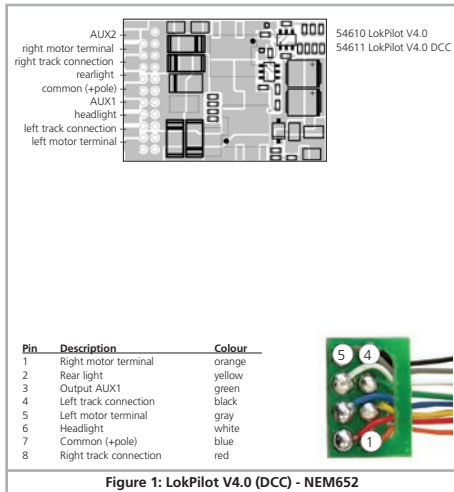 AUX2
right motor terminal
right track connection
rearlight
common (+pole)
AUX1
headlight
left track connection
left motor terminal
54610 LokPilot V4.0
54611 LokPilot V4.0 DCC
Pin Description Colour
1 Right motor terminal orange
2 Rear light yellow
3 Output AUX1 green
4 Left track connection black
5 Left motor terminal gray
6 Headlight white
7 Common (+pole) blue
8 Right track connection red
5 4
1
Figure 1: LokPilot V4.0 (DCC) - NEM652